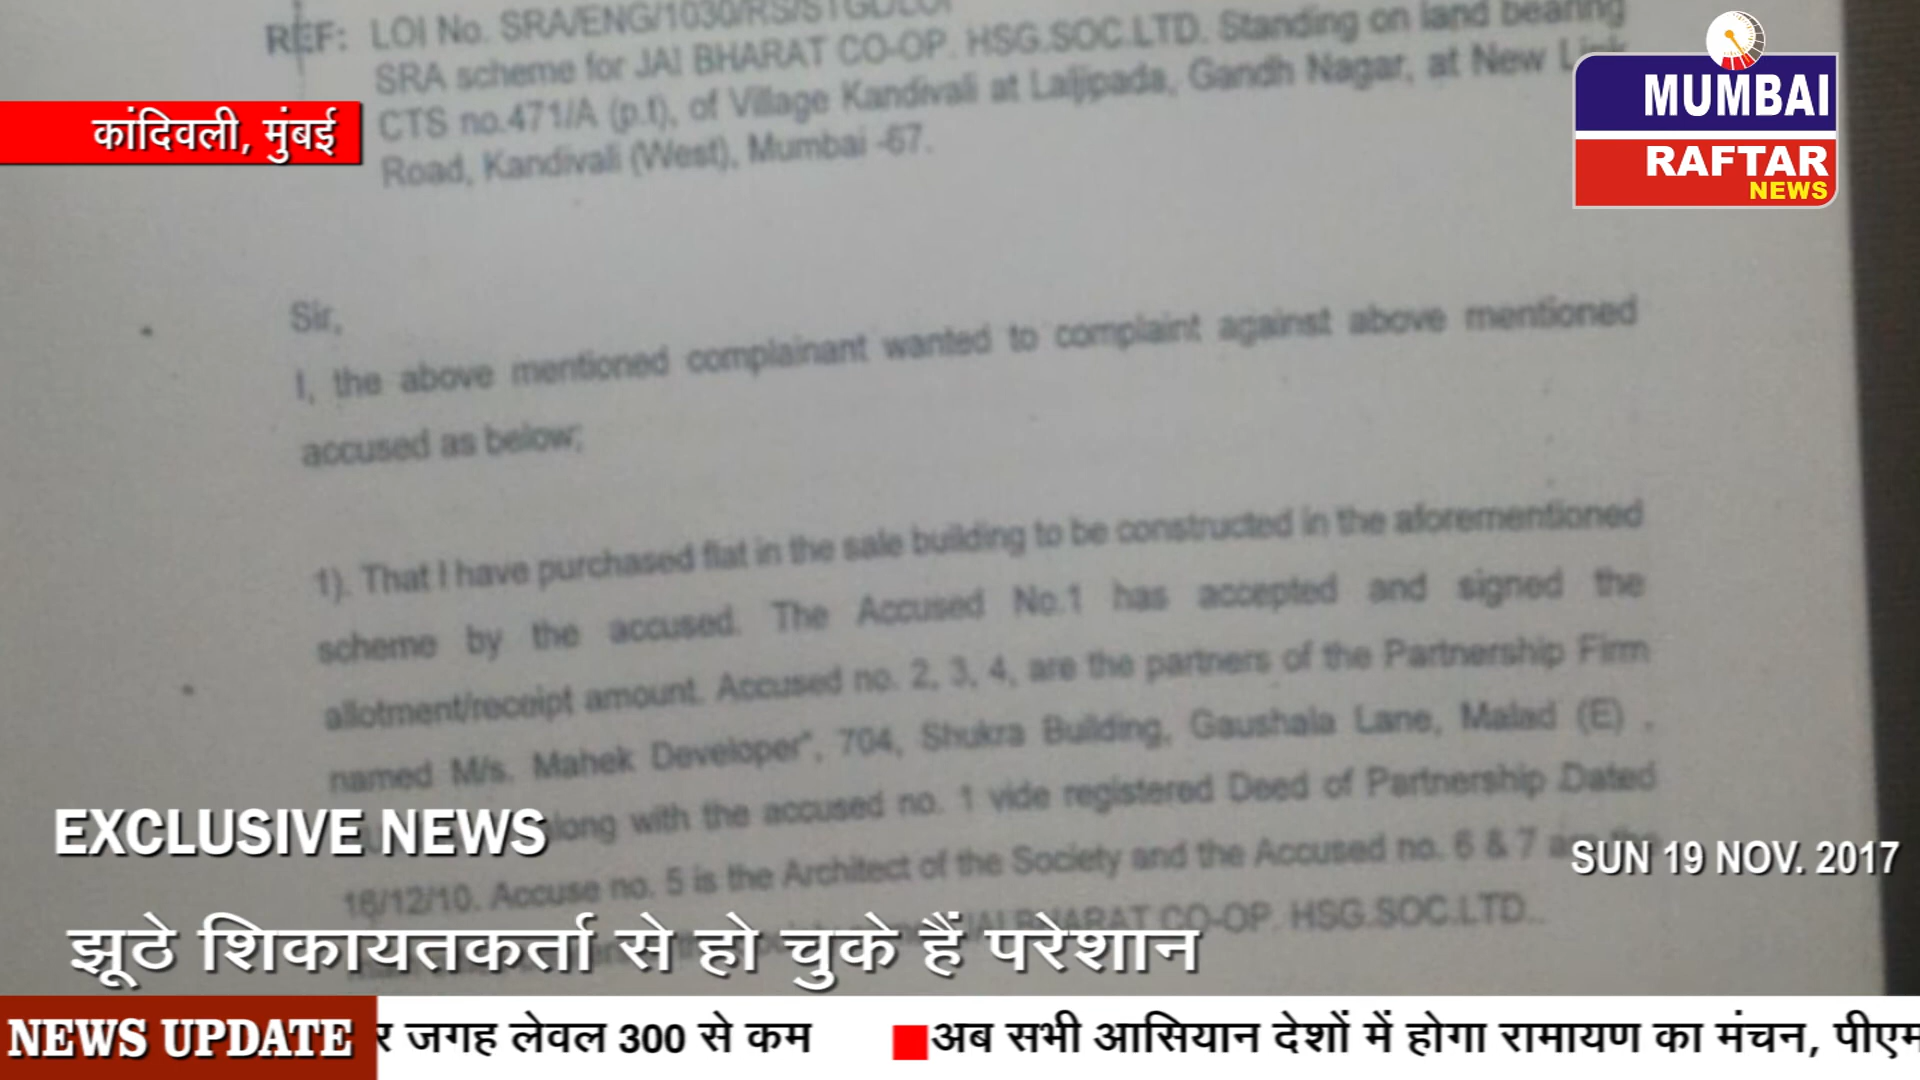 REF: LOI No. SRA/ENG/1030/RS/STGL/LOI
SRA scheme for JAI BHARAT CO-OP. HSG.SOC.LTD. Standing on land bearing
CTS no.471/A (p.t), of Village Kandivali at Laljipada, Gandh Nagar, at New Link
Road, Kandivali (West), Mumbai -67.
कांदिवली, मुंबई
MUMBAI
RAFTAR
NEWS
Sir,
I, the above mentioned complainant wanted to complaint against above mentioned
accused as below;
1). That I have purchased flat in the sale building to be constructed in the aforementioned
scheme by the accused. The Accused No.1 has accepted and signed the
allotment/receipt amount. Accused no. 2, 3, 4, are the partners of the Partnership Firm
named M/s. Mahek Developer", 704, Shukra Building, Gaushala Lane, Malad (E) .
along with the accused no. 1 vide registered Deed of Partnership Dated
16/12/10. Accuse no. 5 is the Architect of the Society and the Accused no. 6 & 7 are the
JAI BHARAT CO-OP. HSG.SOC.LTD.
EXCLUSIVE NEWS
SUN 19 NOV. 2017
झूठे शिकायतकर्ता से हो चुके हैं परेशान
NEWS UPDATE
र जगह लेवल 300 से कम अब सभी आसियान देशों में होगा रामायण का मंचन, पीएम